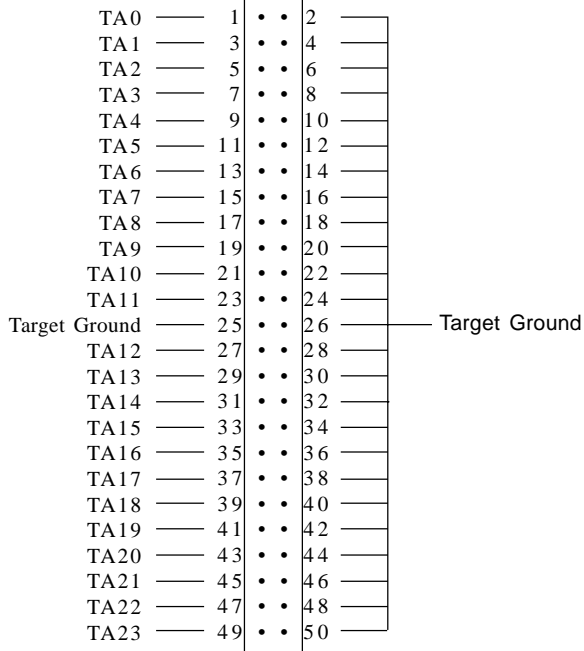 TA0 1 • • 2
TA1 3 • • 4
TA2 5 • • 6
TA3 7 • • 8
TA4 9 • • 10
TA5 11 • • 12
TA6 13 • • 14
TA7 15 • • 16
TA8 17 • • 18
TA9 19 • • 20
TA10 21 • • 22
TA11 23 • • 24
Target Ground 25 • • 26 Target Ground
TA12 27 • • 28
TA13 29 • • 30
TA14 31 • • 32
TA15 33 • • 34
TA16 35 • • 36
TA17 37 • • 38
TA18 39 • • 40
TA19 41 • • 42
TA20 43 • • 44
TA21 45 • • 46
TA22 47 • • 48
TA23 49 • • 50